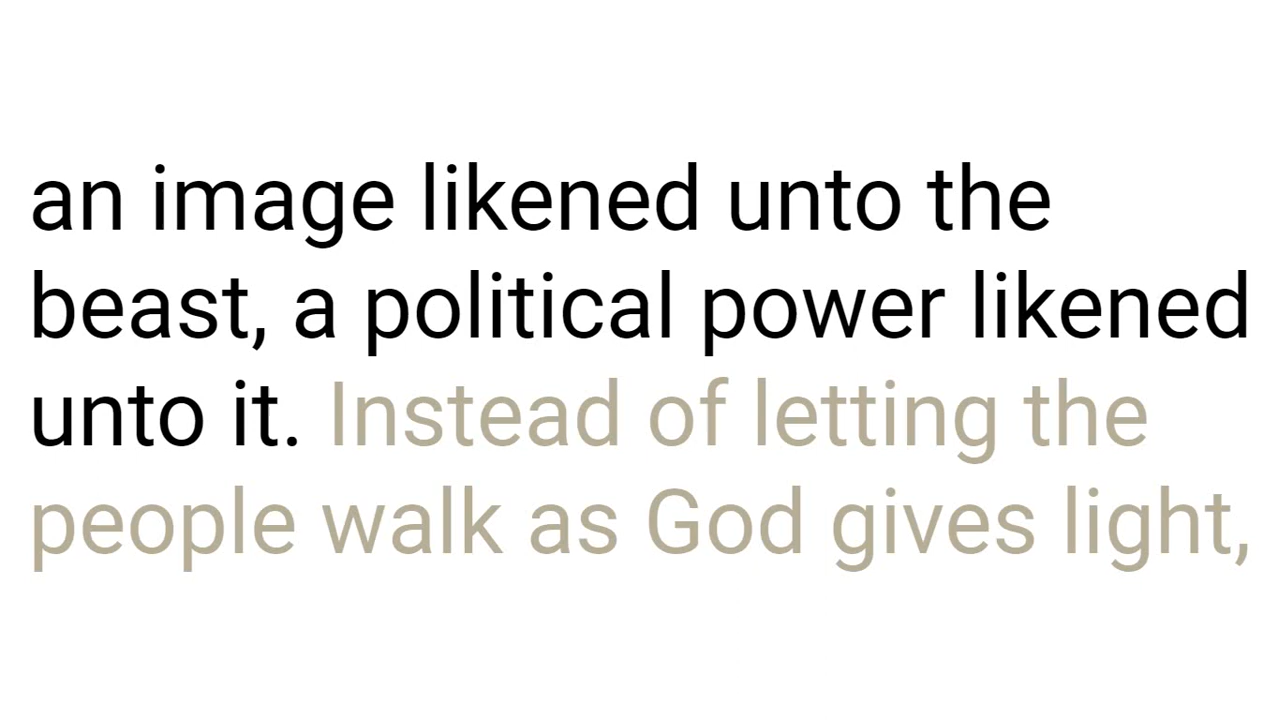 an image likened unto the
beast, a political power likened
unto it. Instead of letting the
people walk as God gives light,